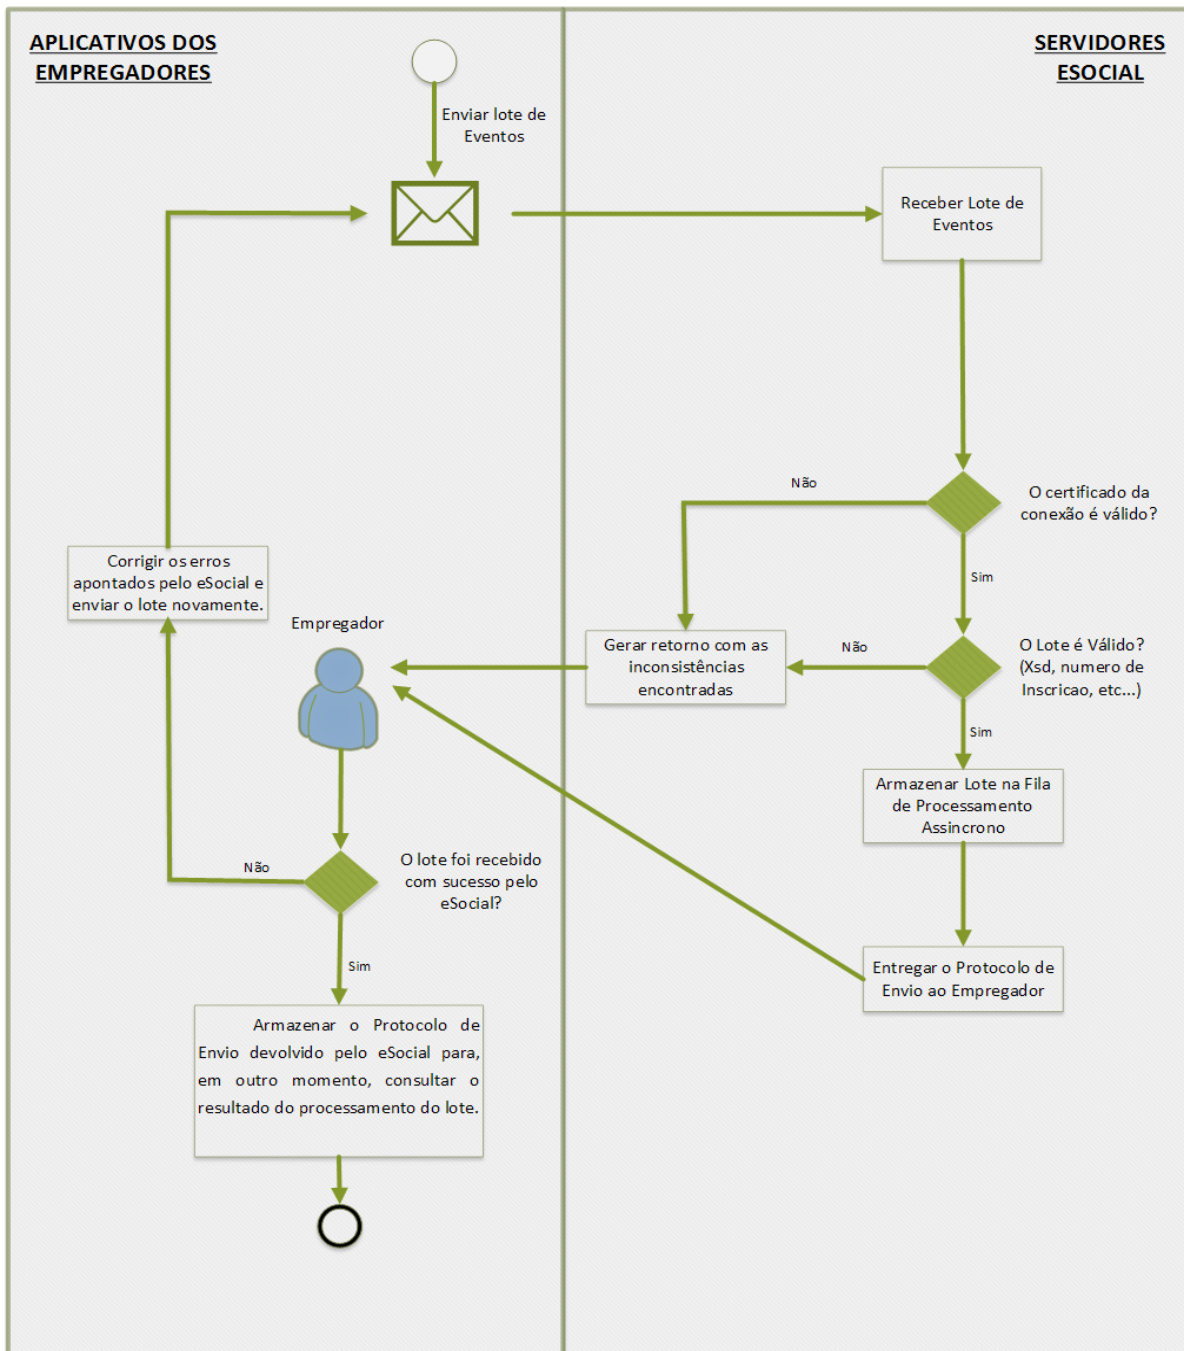 APLICATIVOS DOS
EMPREGADORES
SERVIDORES
ESOCIAL
Enviar lote de
Eventos
Receber Lote de
Eventos
Não
O certificado da
conexão é válido?
Sim
Corrigir os erros
apontados pelo eSocial e
enviar o lote novamente.
Empregador
Gerar retorno com as
inconsistências
encontradas
Não
O Lote é Válido?
(Xsd, numero de
Inscricao, etc...)
Sim
Armazenar Lote na Fila
de Processamento
Assincrono
Não
O lote foi recebido
com sucesso pelo
eSocial?
Sim
Entregar o Protocolo de
Envio ao Empregador
Armazenar o Protocolo de
Envio devolvido pelo eSocial para,
em outro momento, consultar o
resultado do processamento do lote.